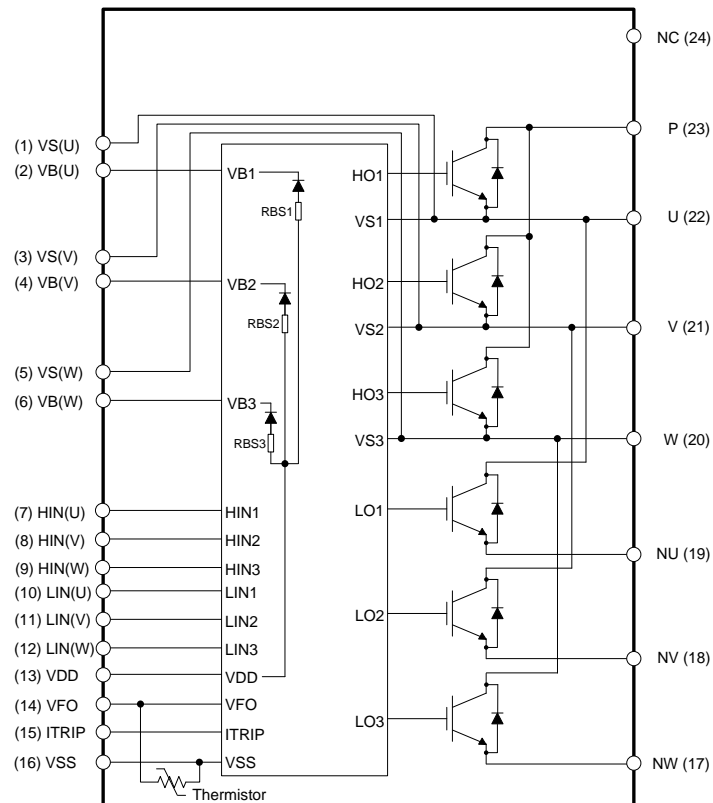 NC (24)
P (23)
(1) VS(U)
(2) VB(U)
VB1
HO1
RBS1
VS1
U (22)
(3) VS(V)
(4) VB(V)
VB2
HO2
RBS2
VS2
V (21)
(5) VS(W)
(6) VB(W)
VB3
HO3
RBS3
VS3
W (20)
(7) HIN(U)
HIN1
LO1
(8) HIN(V)
HIN2
(9) HIN(W)
HIN3
NU (19)
(10) LIN(U)
LIN1
(11) LIN(V)
LIN2
LO2
(12) LIN(W)
LIN3
NV (18)
(13) VDD
VDD
(14) VFO
VFO
LO3
(15) ITRIP
ITRIP
(16) VSS
VSS
NW (17)
Thermistor